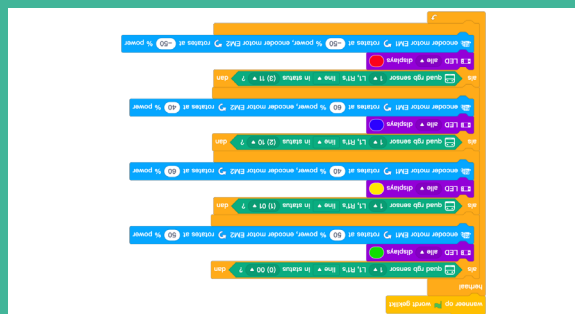 wanneer op wordt geklikt
herhaal
als quad rgb sensor 1 L1, R1's line in status (0) 00 ? dan
LED alle displays
encoder motor EM1 rotates at 50 % power, encoder motor EM2 rotates at 50 % power
als quad rgb sensor 1 L1, R1's line in status (1) 01 ? dan
LED alle displays
encoder motor EM1 rotates at 40 % power, encoder motor EM2 rotates at 60 % power
als quad rgb sensor 1 L1, R1's line in status (2) 10 ? dan
LED alle displays
encoder motor EM1 rotates at 60 % power, encoder motor EM2 rotates at 40 % power
als quad rgb sensor 1 L1, R1's line in status (3) 11 ? dan
LED alle displays
encoder motor EM1 rotates at -50 % power, encoder motor EM2 rotates at -50 % power